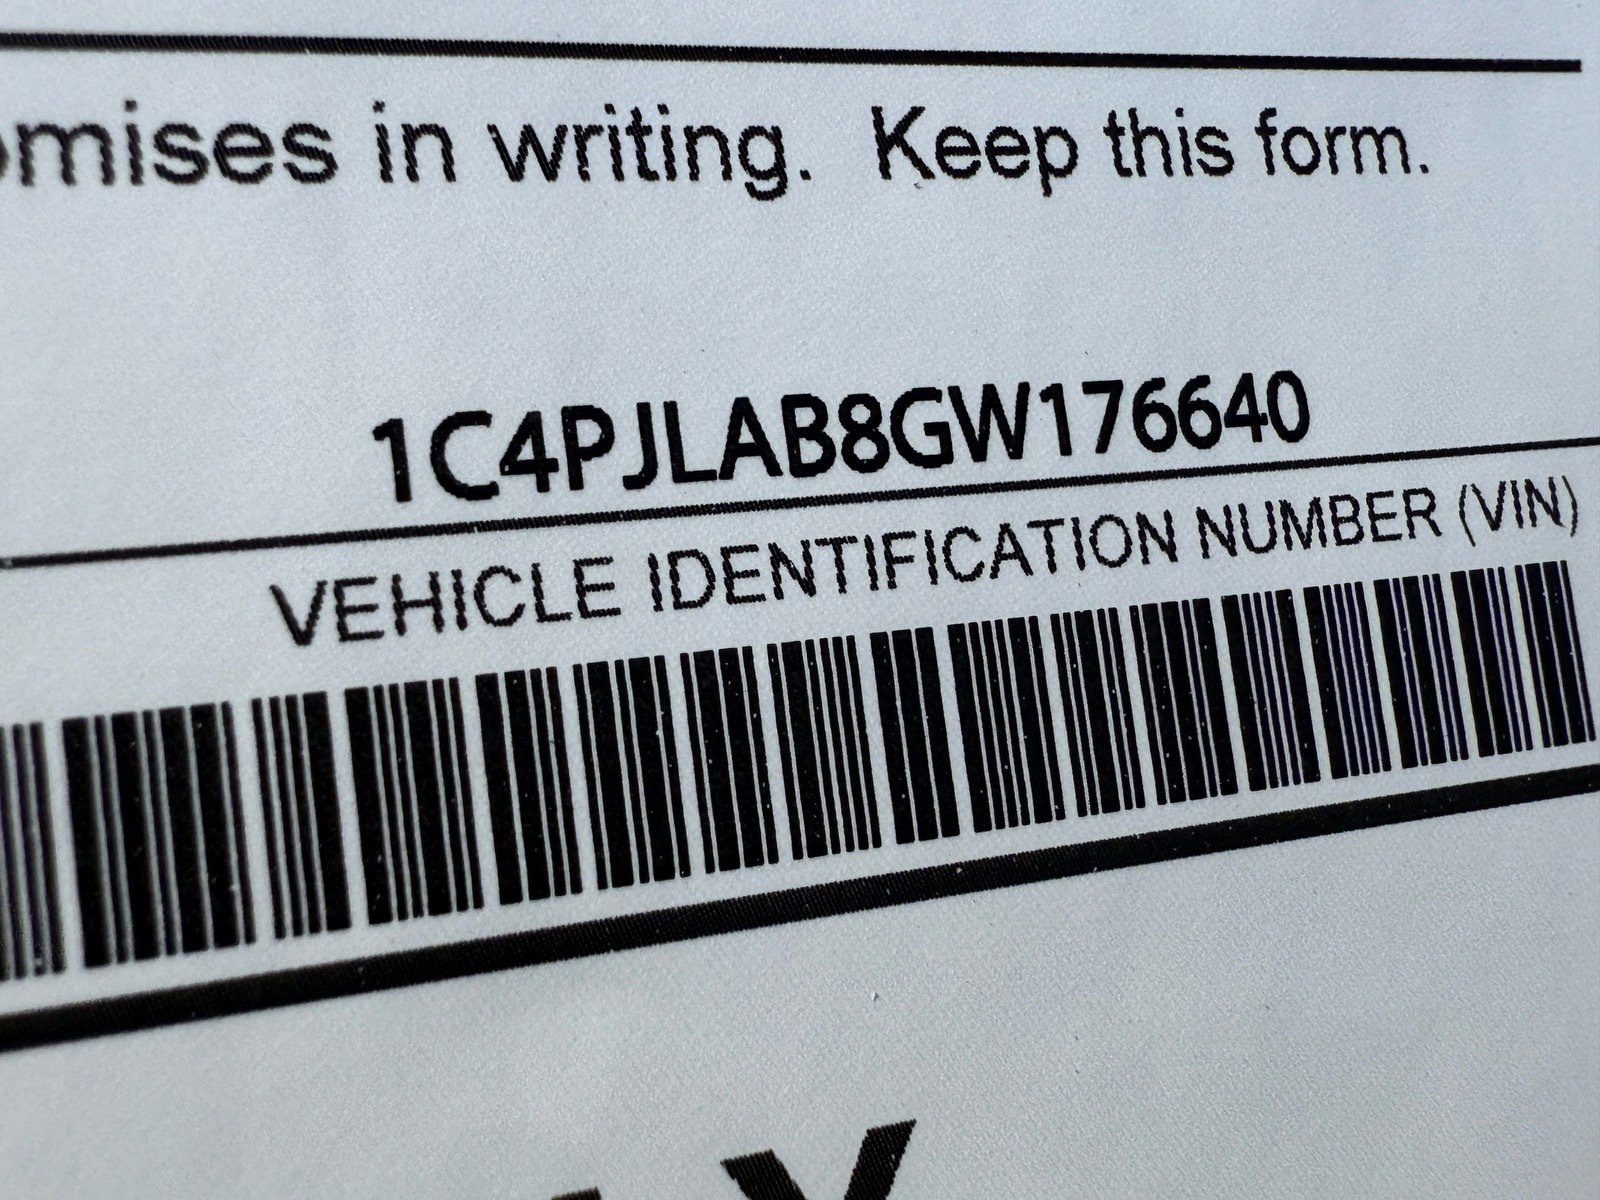 omises in writing. Keep this form.
1C4PJLAB8GW176640
VEHICLE IDENTIFICATION NUMBER (VIN)